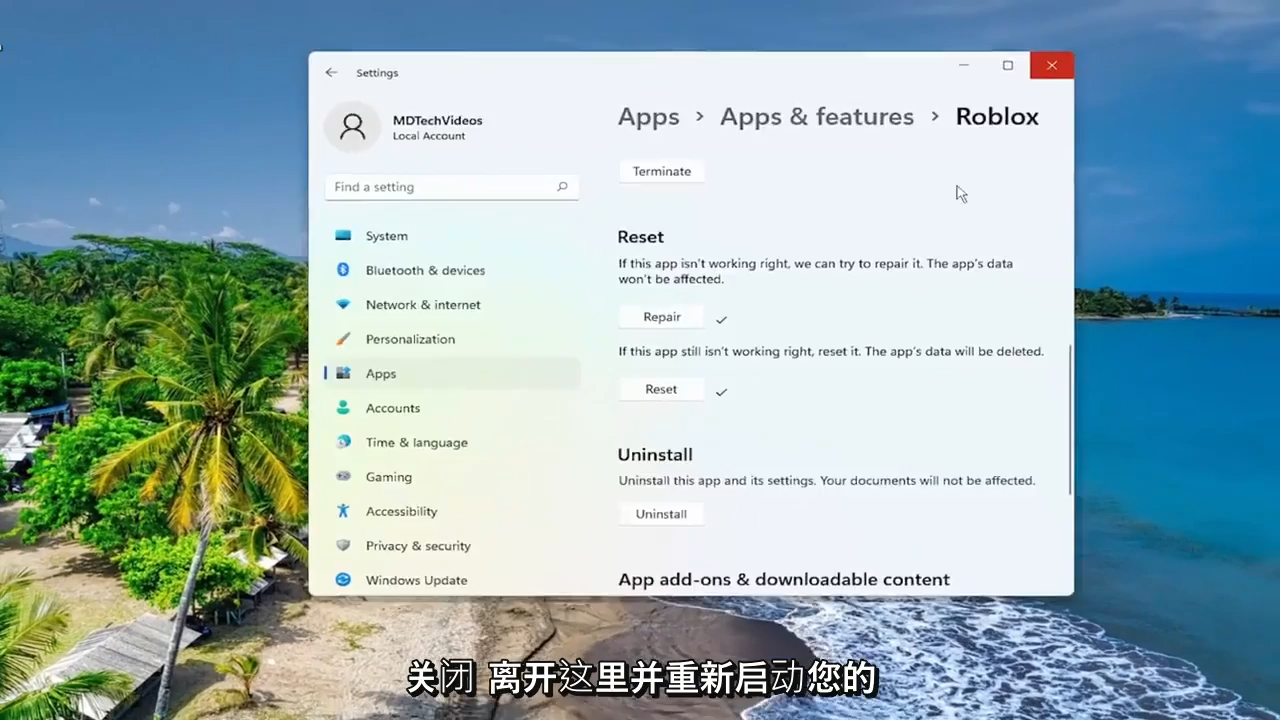 Settings
MDTechVideos
Local Account
Find a setting
System
Bluetooth & devices
Network & internet
Personalization
Apps
Accounts
Time & language
Gaming
Accessibility
Privacy & security
Windows Update
Apps > Apps & features > Roblox
Terminate
Reset
If this app isn't working right, we can try to repair it. The app's data
won't be affected.
Repair
If this app still isn't working right, reset it. The app's data will be deleted.
Reset
Uninstall
Uninstall this app and its settings. Your documents will not be affected.
Uninstall
App add-ons & downloadable content
关闭 离开这里并重新启动您的